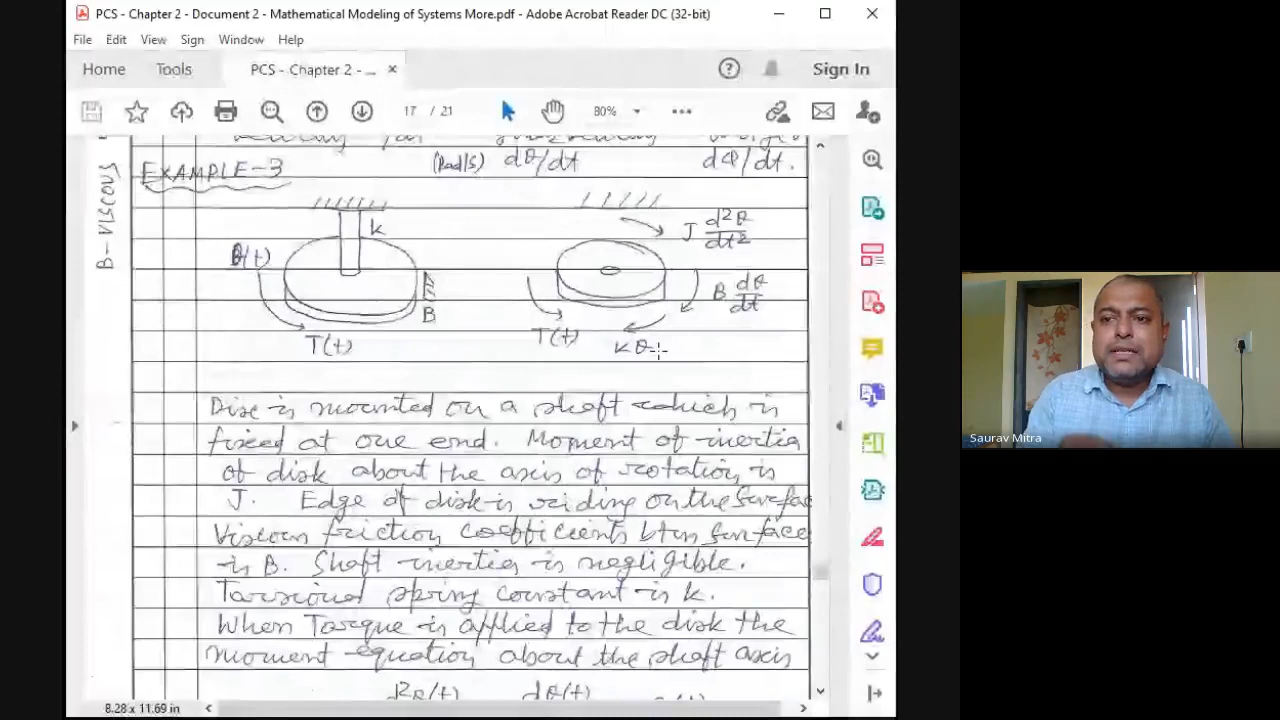 PCS - Chapter 2 - Document 2 - Mathematical Modeling of Systems More.pdf - Adobe Acrobat Reader DC (32-bit)
File Edit View Sign Window Help
Home Tools PCS - Chapter 2 - ... × Sign In
17 / 21 80%
B - VISCOUS
(Rad/s) dθ/dt
EXAMPLE-3
K
θ(t)
B
T(t)
J d²θ/dt²
B dθ/dt
T(t)
Kθ
Disc is mounted on a shaft which is
fixed at one end. Moment of inertia
of disk about the axis of rotation is
J. Edge of disk is riding on the surfac
Viscous friction coefficients btwn surface
is B. Shaft inertia is negligible.
Torsional spring constant is k.
When Torque is applied to the disk the
moment equation about the shaft axis
d²θ(t) dθ(t)
8.28 x 11.69 in
Saurav Mitra